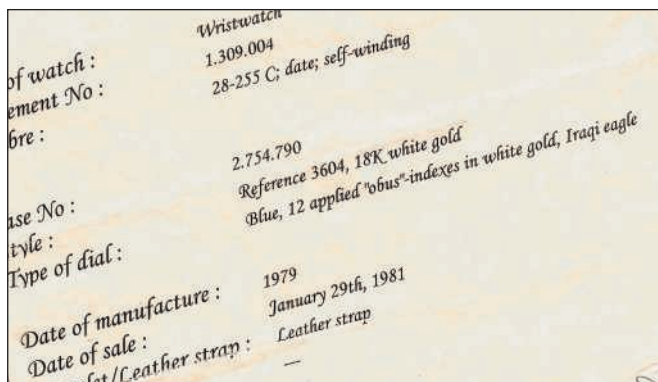 of watch : Wristwatch
ement No : 1.309.004
bre : 28-255 C; date; self-winding
ase No : 2.754.790
tyle : Reference 3604, 18K white gold
Type of dial : Blue, 12 applied "obus"-indexes in white gold, Iraqi eagle
Date of manufacture : 1979
Date of sale : January 29th, 1981
let/Leather strap : Leather strap
—